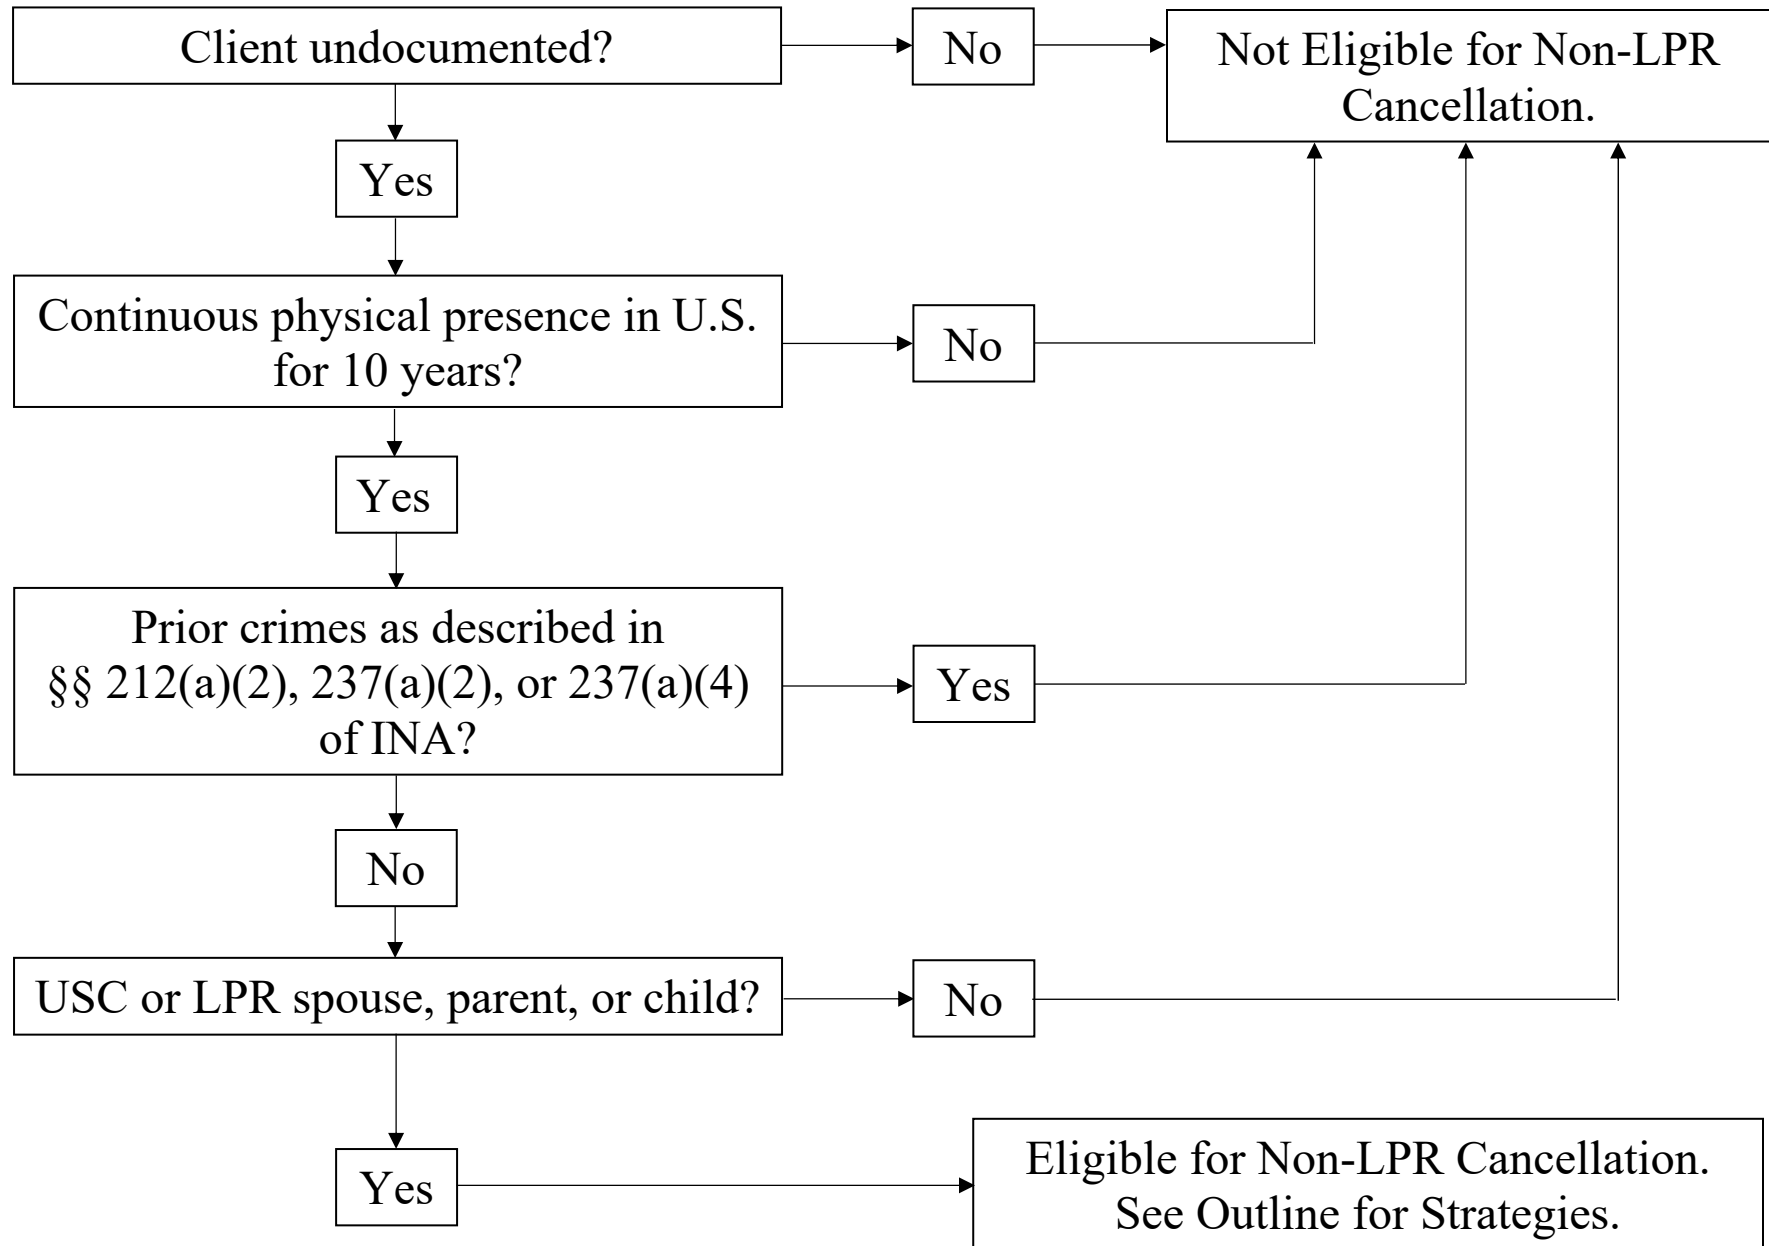 Client undocumented?
No
Not Eligible for Non-LPR
Cancellation.
Yes
Continuous physical presence in U.S.
for 10 years?
No
Yes
Prior crimes as described in
§§ 212(a)(2), 237(a)(2), or 237(a)(4)
of INA?
Yes
No
USC or LPR spouse, parent, or child?
No
Yes
Eligible for Non-LPR Cancellation.
See Outline for Strategies.